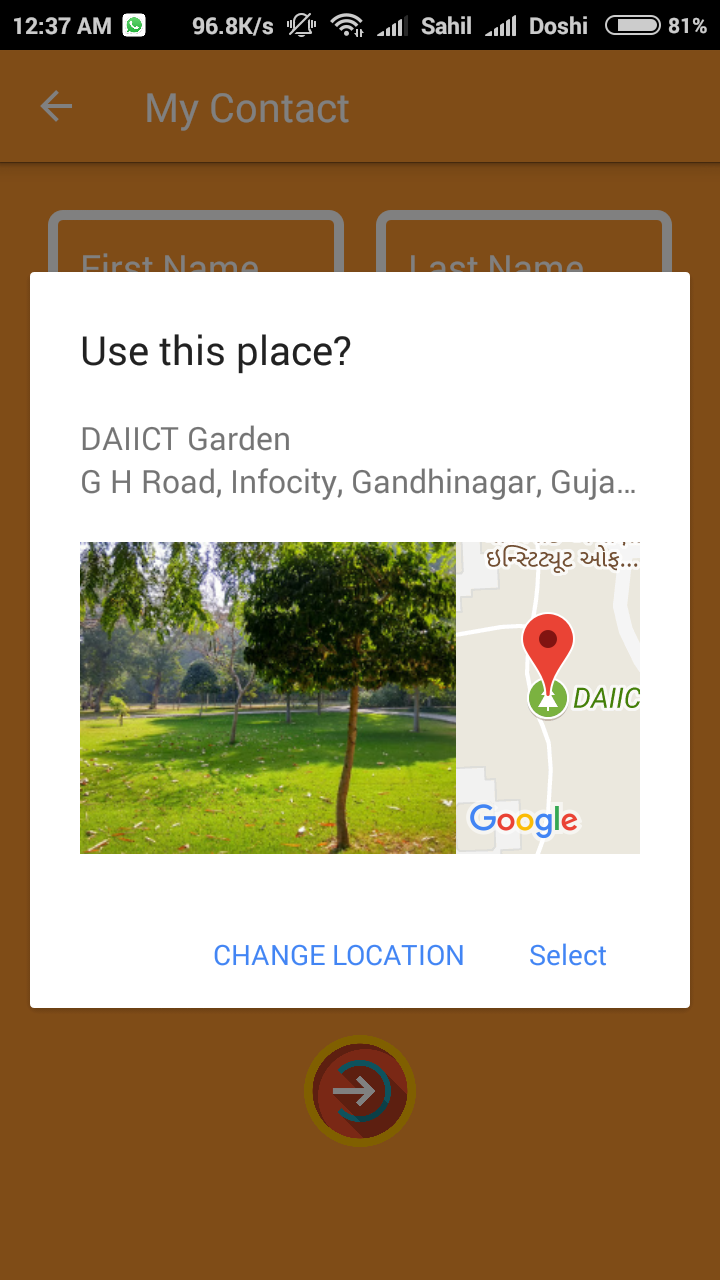 12:37 AM 96.8K/s Sahil Doshi 81%
My Contact
First Name Last Name
Use this place?
DAIICT Garden
G H Road, Infocity, Gandhinagar, Guja...
ઇન્સ્ટિટ્યૂટ ઓફ...
DAIIC
Google
CHANGE LOCATION Select